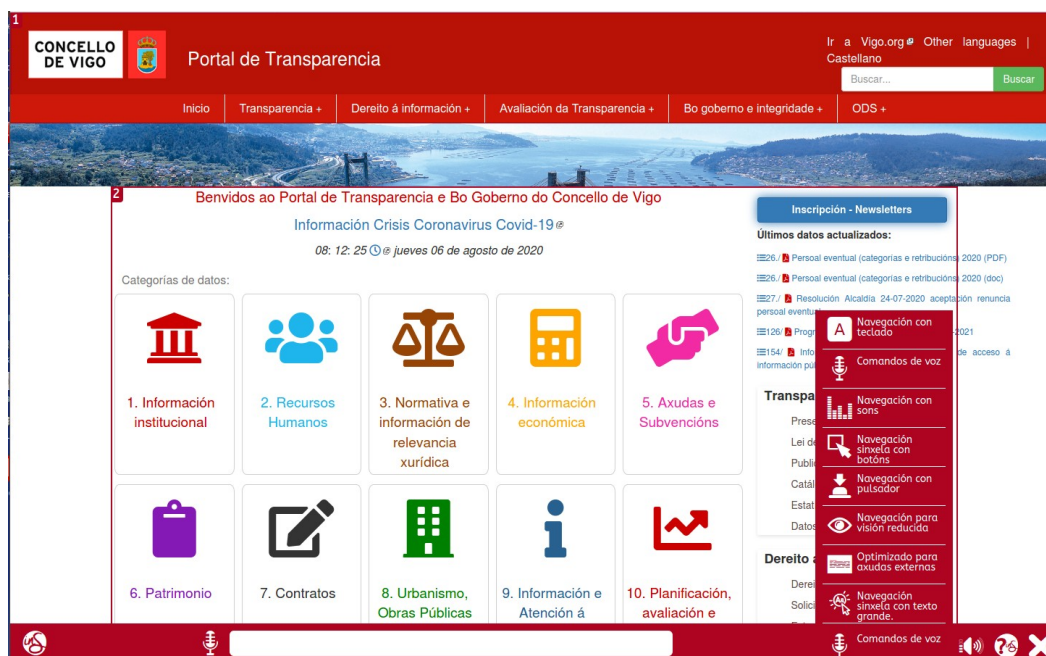 1
CONCELLO
DE VIGO
Portal de Transparencia
Ir a Vigo.org Other languages |
Castellano
Buscar...
Buscar
Inicio
Transparencia +
Dereito á información +
Avaliación da Transparencia +
Bo goberno e integridade +
ODS +
2
Benvidos ao Portal de Transparencia e Bo Goberno do Concello de Vigo
Información Crisis Coronavirus Covid-19
08: 12: 25 jueves 06 de agosto de 2020
Categorías de datos:
1. Información
institucional
2. Recursos
Humanos
3. Normativa e
información de
relevancia
xurídica
4. Información
económica
5. Axudas e
Subvencións
6. Patrimonio
7. Contratos
8. Urbanismo,
Obras Públicas
9. Información e
Atención á
10. Planificación,
avaliación e
Inscripción - Newsletters
Últimos datos actualizados:
26./ Persoal eventual (categorías e retribucións) 2020 (PDF)
26./ Persoal eventual (categorías e retribucións) 2020 (doc)
27./ Resolución Alcaldía 24-07-2020 aceptación renuncia
persoal eventual
126/ Progr
-2021
154/ Info
de acceso á
información pú
Transpa
Prese
Lei de
Public
Catál
Estat
Datos
Dereito á
Derei
Solici
A
Navegación con
teclado
Comandos de voz
Navegación con
sons
Navegación
sinxela con
botóns
Navegación con
pulsador
Navegación para
visión reducida
Optimizado para
axudas externas
Ab
Navegación
sinxela con texto
grande.
Comandos de voz